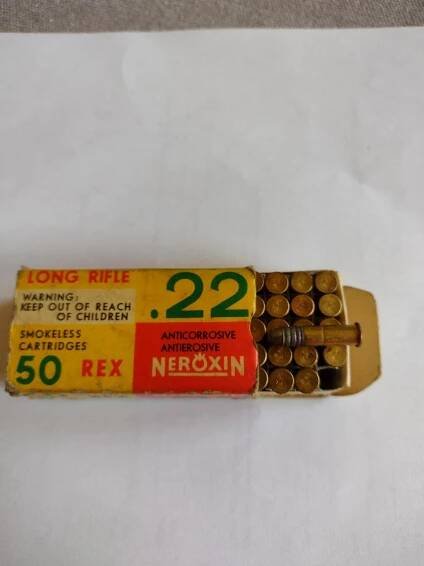 LONG RIFLE
WARNING:
KEEP OUT OF REACH
OF CHILDREN
.22
SMOKELESS
CARTRIDGES
50 REX
ANTICORROSIVE
ANTIEROSIVE
NEROXIN